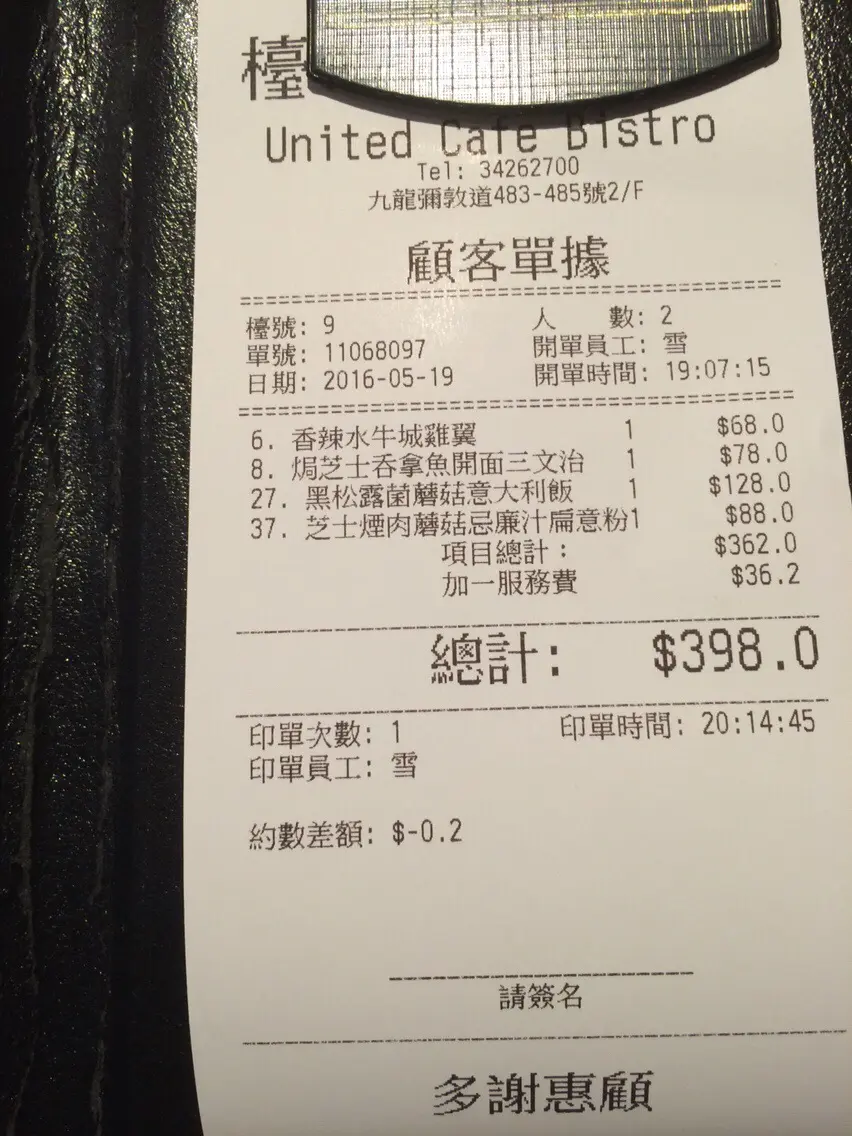 檯
United Cafe Bistro
Tel: 34262700
九龍彌敦道483-485號2/F
顧客單據
檯號: 9 人 數: 2
單號: 11068097 開單員工: 雪
日期: 2016-05-19 開單時間: 19:07:15
6. 香辣水牛城雞翼 1 $68.0
8. 焗芝士吞拿魚開面三文治 1 $78.0
27. 黑松露菌蘑菇意大利飯 1 $128.0
37. 芝士煙肉蘑菇忌廉汁扁意粉1 $88.0
項目總計: $362.0
加一服務費 $36.2
總計: $398.0
印單次數: 1 印單時間: 20:14:45
印單員工: 雪
約數差額: $-0.2
請簽名
多謝惠顧